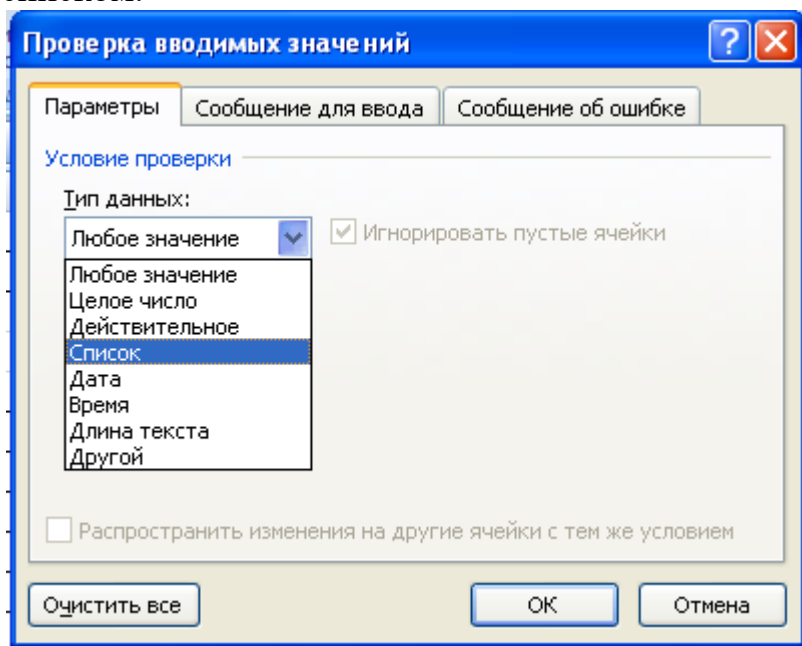 Проверка вводимых значений
Параметры
Сообщение для ввода
Сообщение об ошибке
Условие проверки
Тип данных:
Любое значение
Игнорировать пустые ячейки
Любое значение
Целое число
Действительное
Список
Дата
Время
Длина текста
Другой
Распространить изменения на другие ячейки с тем же условием
Очистить все
ОК
Отмена